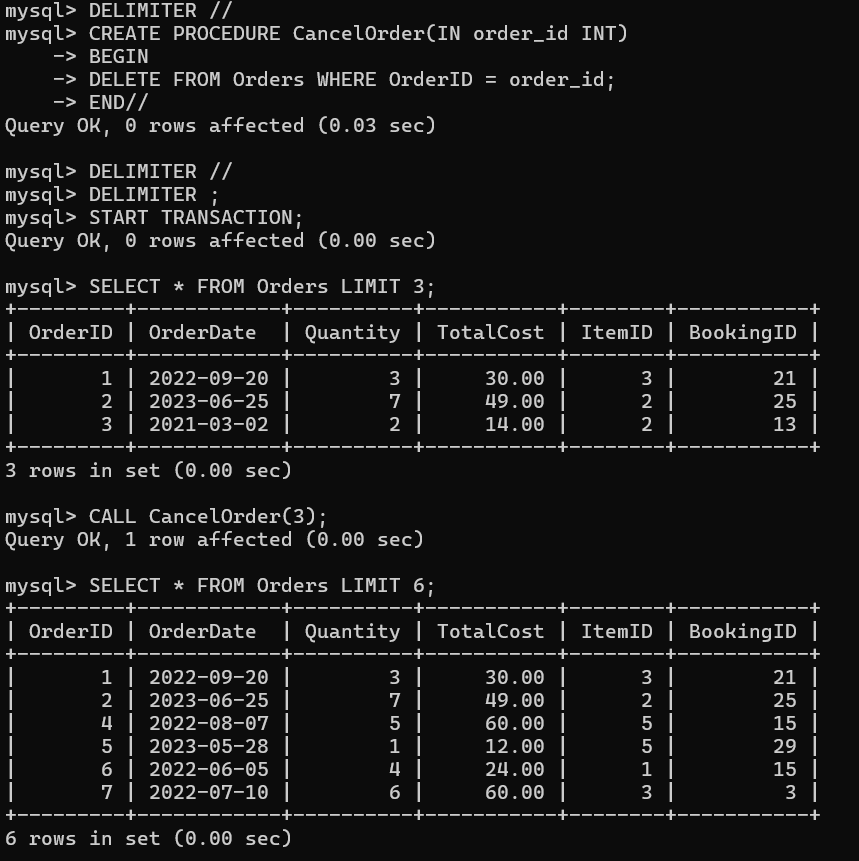 mysql> DELIMITER //
mysql> CREATE PROCEDURE CancelOrder(IN order_id INT)
    -> BEGIN
    -> DELETE FROM Orders WHERE OrderID = order_id;
    -> END//
Query OK, 0 rows affected (0.03 sec)

mysql> DELIMITER //
mysql> DELIMITER ;
mysql> START TRANSACTION;
Query OK, 0 rows affected (0.00 sec)

mysql> SELECT * FROM Orders LIMIT 3;
+---------+------------+----------+-----------+--------+-----------+
| OrderID | OrderDate  | Quantity | TotalCost | ItemID | BookingID |
+---------+------------+----------+-----------+--------+-----------+
|       1 | 2022-09-20 |        3 |     30.00 |      3 |        21 |
|       2 | 2023-06-25 |        7 |     49.00 |      2 |        25 |
|       3 | 2021-03-02 |        2 |     14.00 |      2 |        13 |
+---------+------------+----------+-----------+--------+-----------+
3 rows in set (0.00 sec)

mysql> CALL CancelOrder(3);
Query OK, 1 row affected (0.00 sec)

mysql> SELECT * FROM Orders LIMIT 6;
+---------+------------+----------+-----------+--------+-----------+
| OrderID | OrderDate  | Quantity | TotalCost | ItemID | BookingID |
+---------+------------+----------+-----------+--------+-----------+
|       1 | 2022-09-20 |        3 |     30.00 |      3 |        21 |
|       2 | 2023-06-25 |        7 |     49.00 |      2 |        25 |
|       4 | 2022-08-07 |        5 |     60.00 |      5 |        15 |
|       5 | 2023-05-28 |        1 |     12.00 |      5 |        29 |
|       6 | 2022-06-05 |        4 |     24.00 |      1 |        15 |
|       7 | 2022-07-10 |        6 |     60.00 |      3 |         3 |
+---------+------------+----------+-----------+--------+-----------+
6 rows in set (0.00 sec)